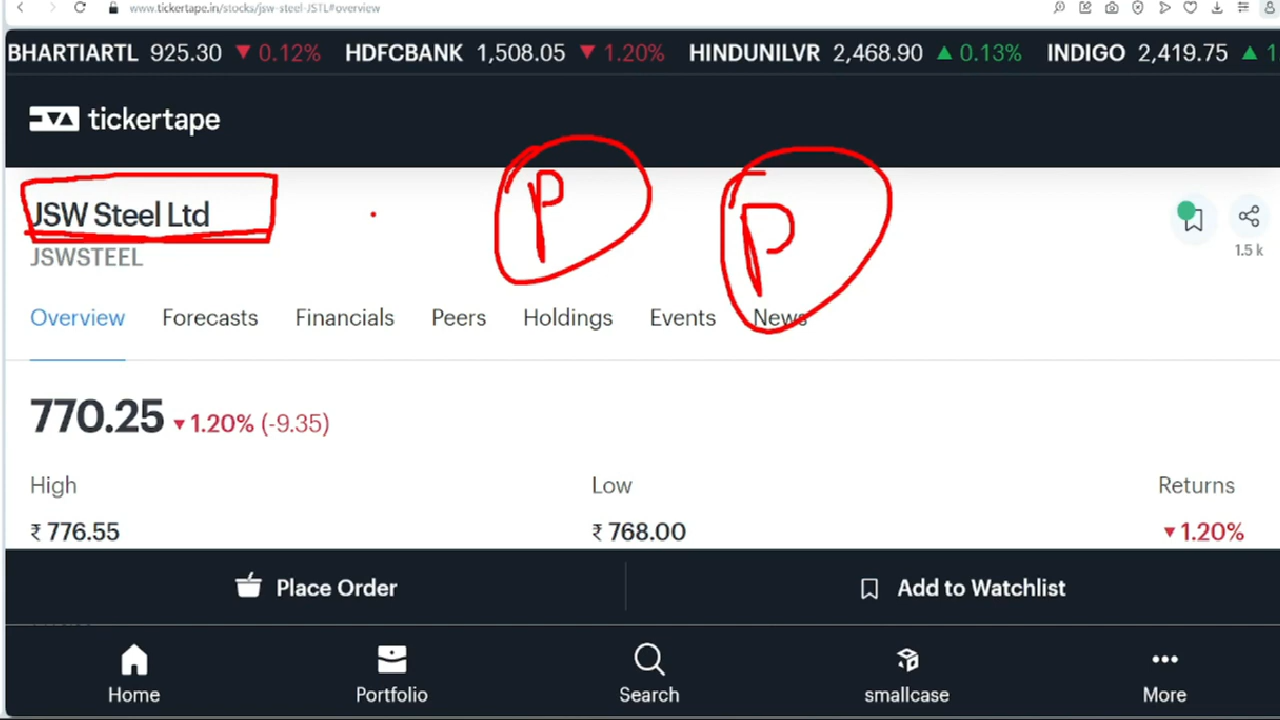 www.tickertape.in/stocks/jsw-steel-JSTL#overview
BHARTIARTL 925.30 ▼ 0.12% HDFCBANK 1,508.05 ▼ 1.20% HINDUNILVR 2,468.90 ▲ 0.13% INDIGO 2,419.75 ▲ 1
tickertape
P P
JSW Steel Ltd
JSWSTEEL
1.5 k
Overview Forecasts Financials Peers Holdings Events News
770.25 ▼ 1.20% (-9.35)
High Low Returns
₹ 776.55 ₹ 768.00 ▼ 1.20%
Place Order Add to Watchlist
Home Portfolio Search smallcase More